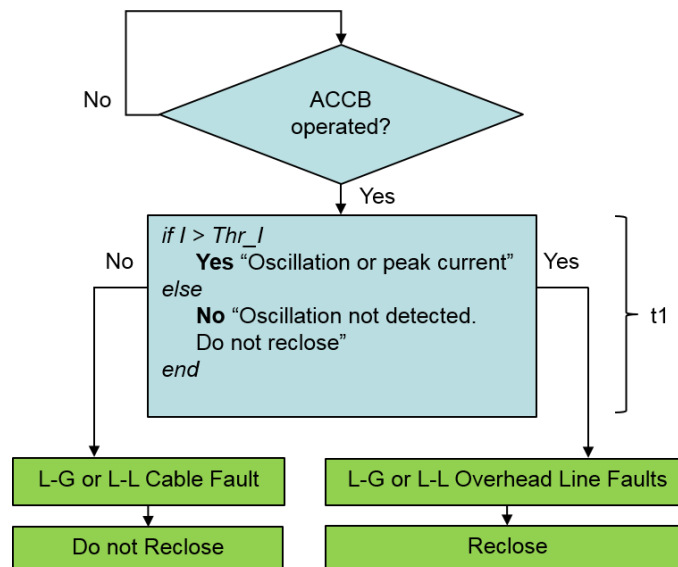 ACCB
operated?
No
Yes
if I > Thr_I
Yes “Oscillation or peak current”
else
No “Oscillation not detected.
Do not reclose”
end
No
Yes
t1
L-G or L-L Cable Fault
L-G or L-L Overhead Line Faults
Do not Reclose
Reclose